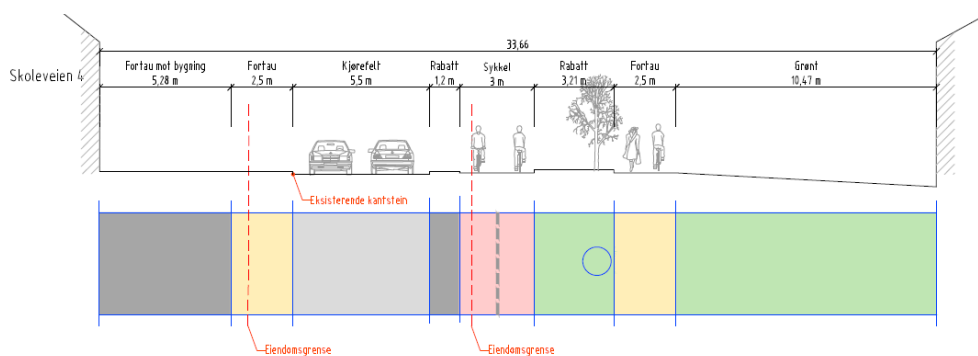 33,66
Skoleveien 4
Fortau mot bygning
5,28 m
Fortau
2,5 m
Kjørefelt
5,5 m
Rabatt
1,2 m
Sykkel
3 m
Rabatt
3,21 m
Fortau
2,5 m
Grønt
10,47 m
Eksisterende kantstein
Eiendomsgrense
Eiendomsgrense